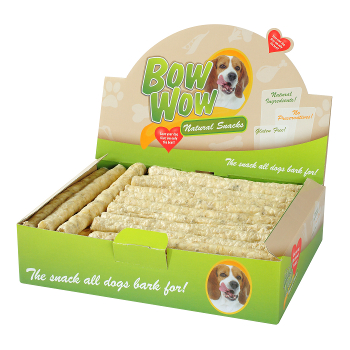 Bow
Wow
Natural Snacks
Natural
Ingredients!
No
Preservatives!
Gluten Free!
The snack all dogs bark for!
The snack all dogs bark for!